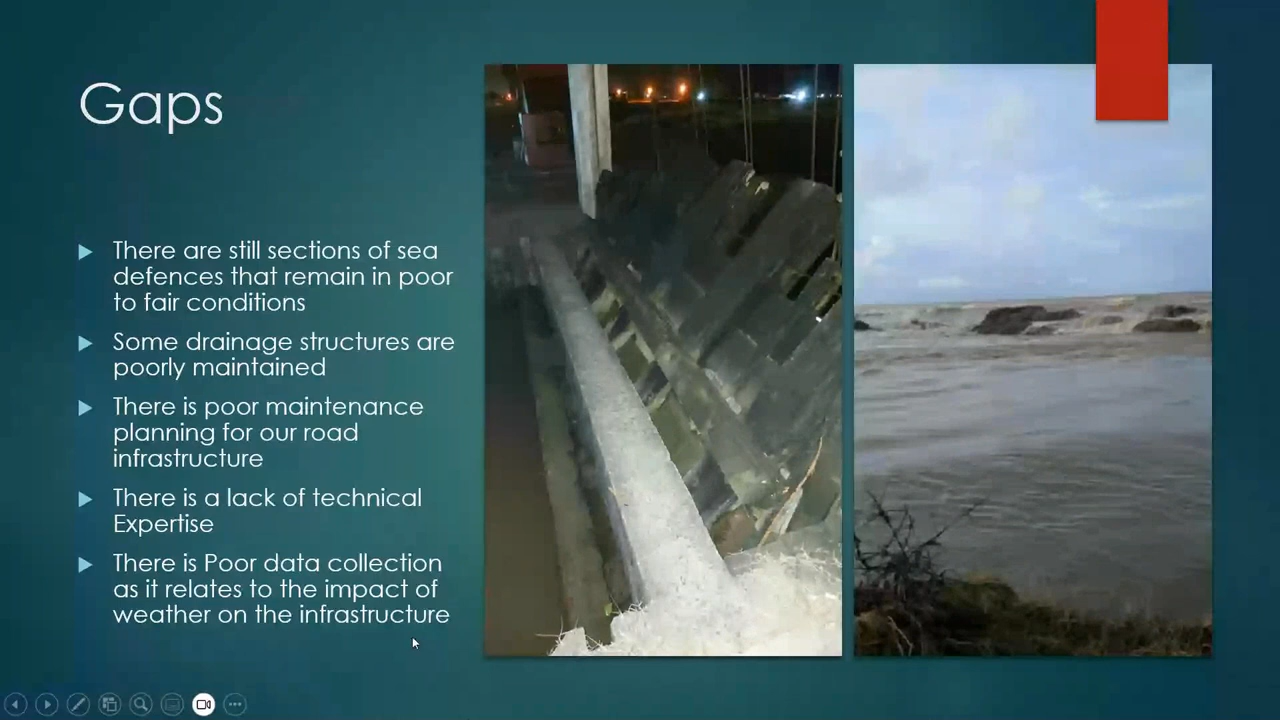 Gaps
There are still sections of sea
defences that remain in poor
to fair conditions
Some drainage structures are
poorly maintained
There is poor maintenance
planning for our road
infrastructure
There is a lack of technical
Expertise
There is Poor data collection
as it relates to the impact of
weather on the infrastructure